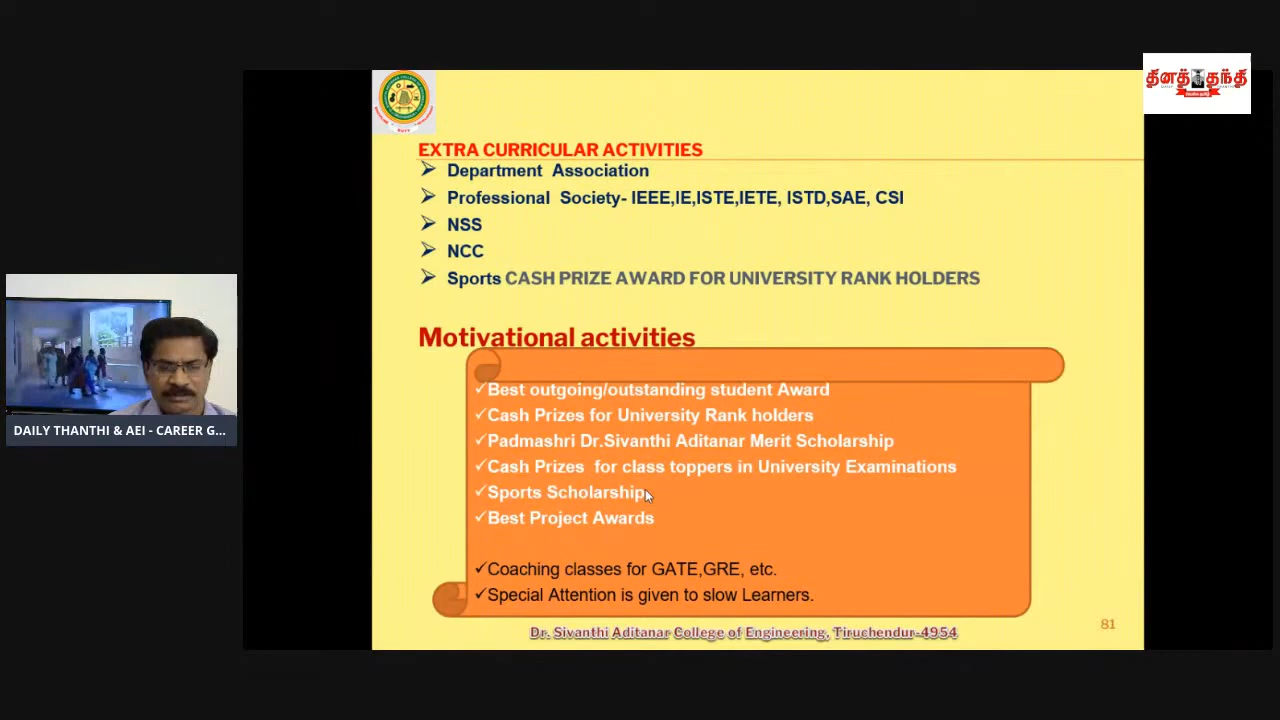 தினத்தந்தி
EXTRA CURRICULAR ACTIVITIES
Department Association
Professional Society- IEEE,IE,ISTE,IETE, ISTD,SAE, CSI
NSS
NCC
Sports CASH PRIZE AWARD FOR UNIVERSITY RANK HOLDERS
Motivational activities
✓Best outgoing/outstanding student Award
✓Cash Prizes for University Rank holders
✓Padmashri Dr.Sivanthi Aditanar Merit Scholarship
✓Cash Prizes for class toppers in University Examinations
✓Sports Scholarship
✓Best Project Awards
✓Coaching classes for GATE,GRE, etc.
✓Special Attention is given to slow Learners.
Dr. Sivanthi Aditanar College of Engineering, Tiruchendur-4954
81
DAILY THANTHI & AEI - CAREER G...